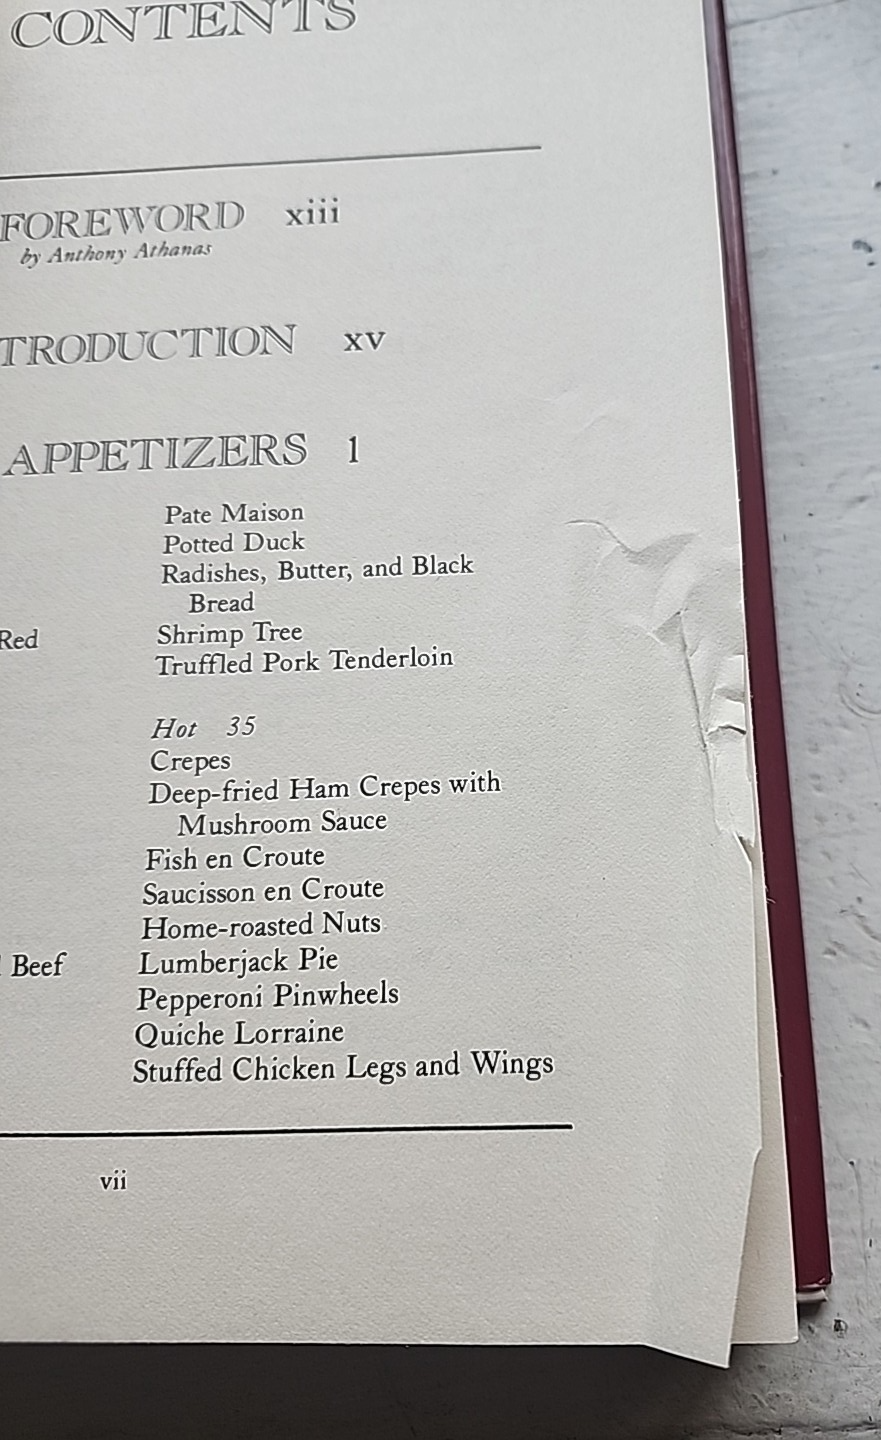 CONTENTS
FOREWORD xiii
by Anthony Athanas
TRODUCTION xv
APPETIZERS 1
Pate Maison
Potted Duck
Radishes, Butter, and Black
Bread
Red
Shrimp Tree
Truffled Pork Tenderloin
Hot 35
Crepes
Deep-fried Ham Crepes with
Mushroom Sauce
Fish en Croute
Saucisson en Croute
Home-roasted Nuts
Beef
Lumberjack Pie
Pepperoni Pinwheels
Quiche Lorraine
Stuffed Chicken Legs and Wings
vii